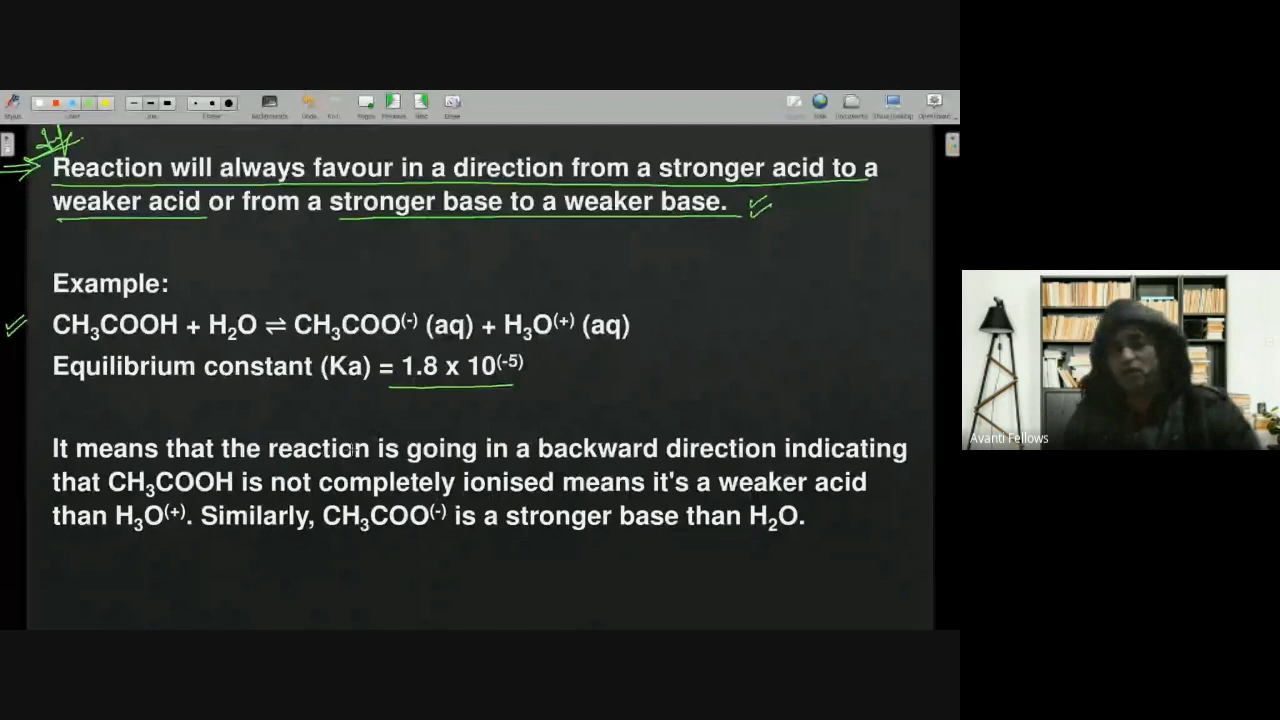 Reaction will always favour in a direction from a stronger acid to a
weaker acid or from a stronger base to a weaker base.
Example:
CH₃COOH + H₂O ⇌ CH₃COO⁽⁻⁾ (aq) + H₃O⁽⁺⁾ (aq)
Equilibrium constant (Ka) = 1.8 x 10⁽⁻⁵⁾
It means that the reaction is going in a backward direction indicating
that CH₃COOH is not completely ionised means it's a weaker acid
than H₃O⁽⁺⁾. Similarly, CH₃COO⁽⁻⁾ is a stronger base than H₂O.
Avanti Fellows